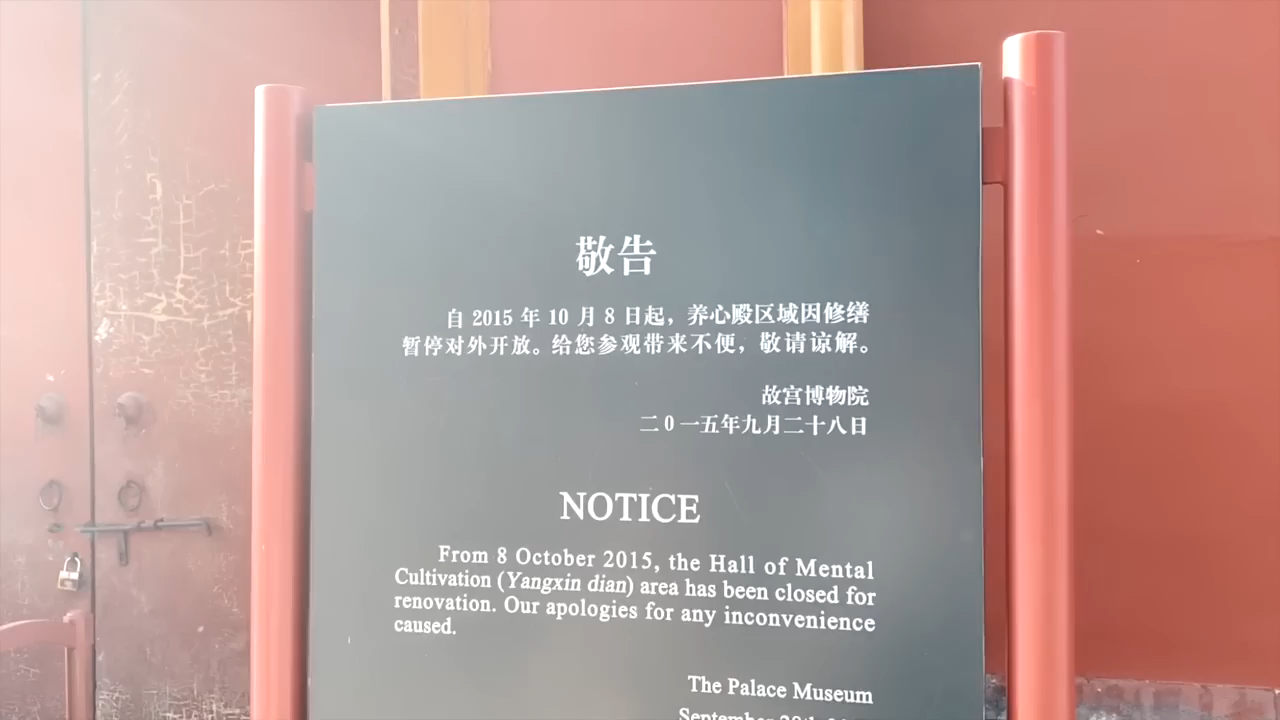 敬告
自 2015 年 10 月 8 日起，养心殿区域因修缮
暂停对外开放。给您参观带来不便，敬请谅解。
故宫博物院
二0一五年九月二十八日
NOTICE
From 8 October 2015, the Hall of Mental
Cultivation (Yangxin dian) area has been closed for
renovation. Our apologies for any inconvenience
caused.
The Palace Museum
September